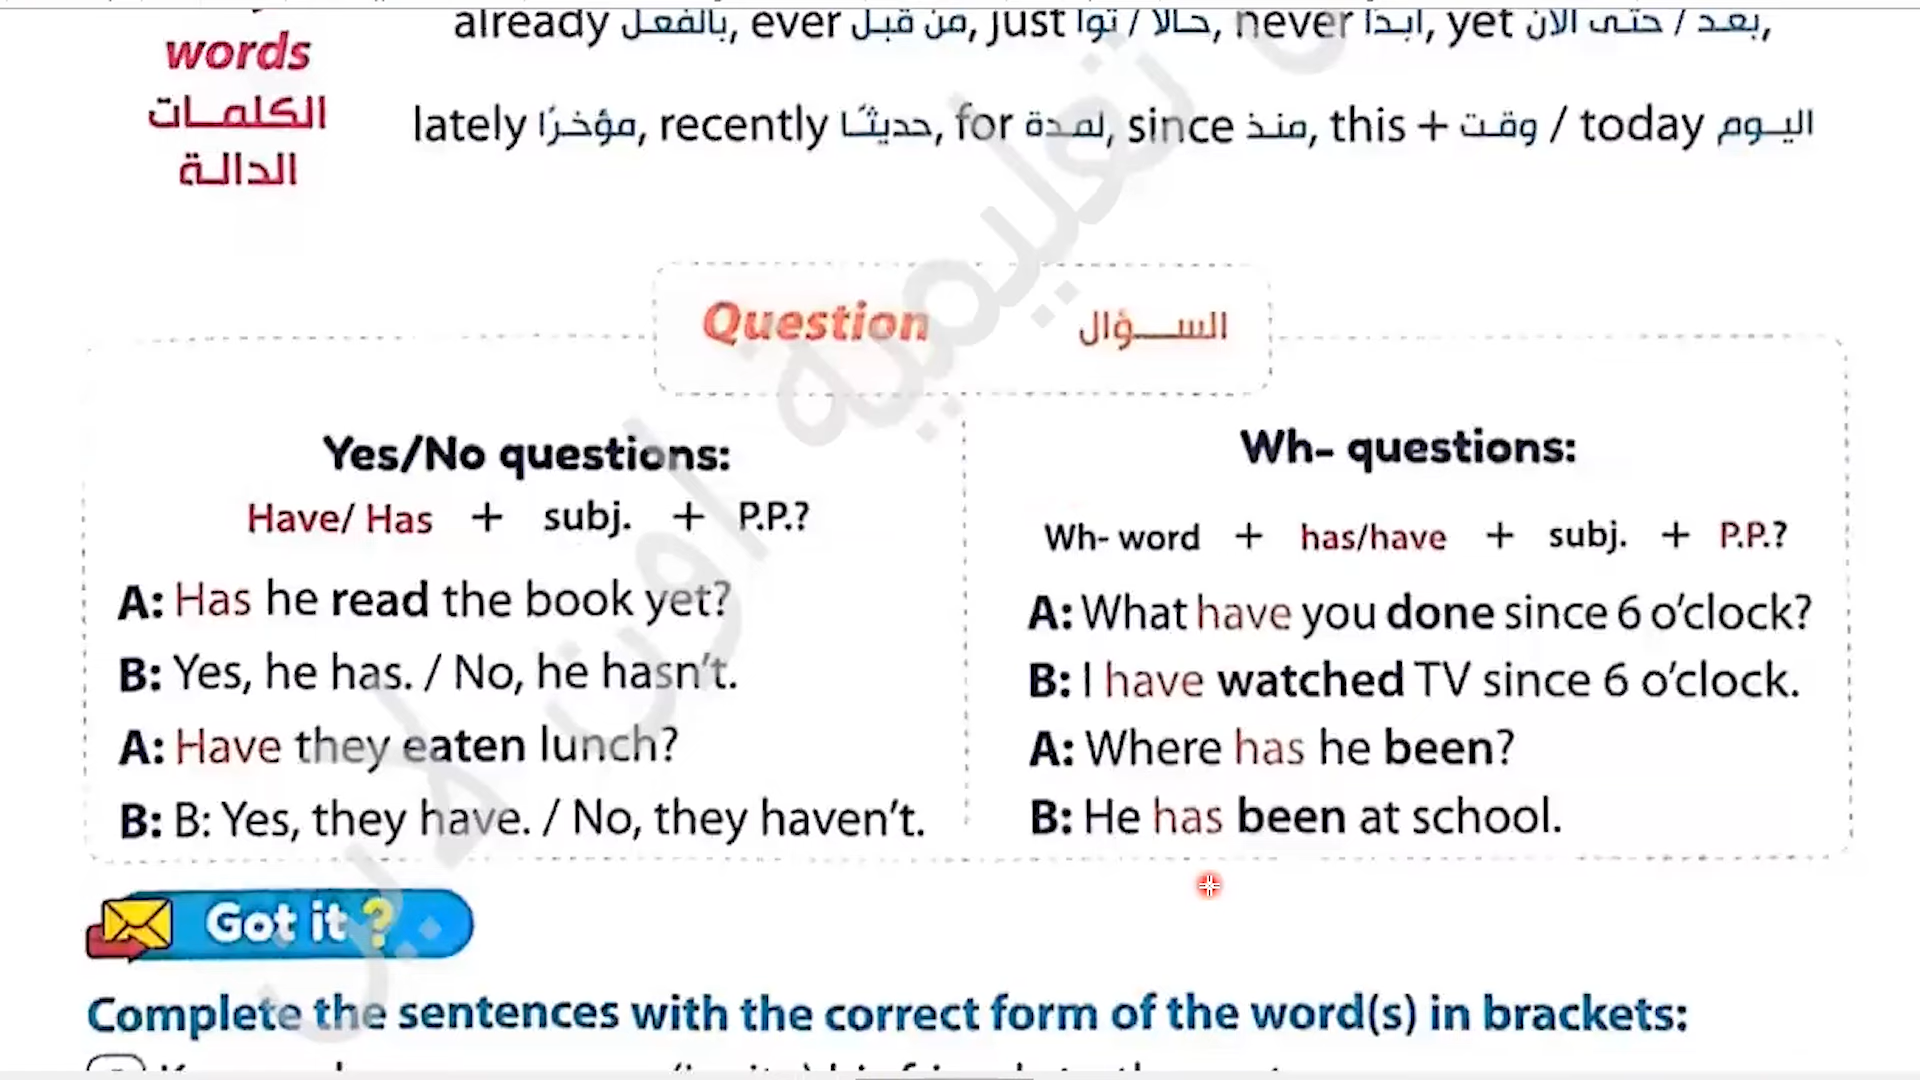 already بالفعل, ever من قبل, just حالا / توا, never ابدًا, yet بعد / حتى الآن,
words
الكلمات
الدالة
lately مؤخرًا, recently حديثًا, for لمدة, since منذ, this + وقت / today اليوم
Question السؤال
Yes/No questions:
Have/ Has + subj. + P.P.?
A: Has he read the book yet?
B: Yes, he has. / No, he hasn't.
A: Have they eaten lunch?
B: B: Yes, they have. / No, they haven't.
Wh- questions:
Wh- word + has/have + subj. + P.P.?
A: What have you done since 6 o'clock?
B: I have watched TV since 6 o'clock.
A: Where has he been?
B: He has been at school.
Got it ?
Complete the sentences with the correct form of the word(s) in brackets:
تعليمية اون لاين